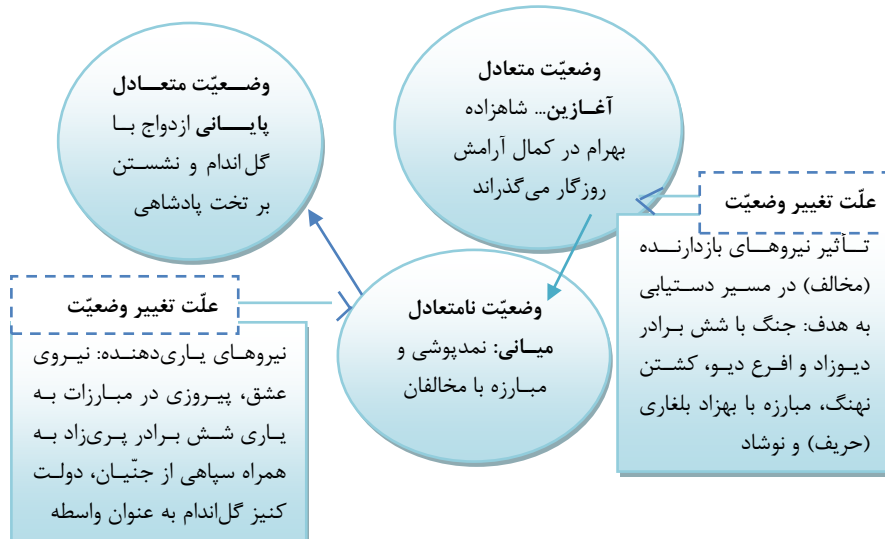 وضعیّت متعادل
آغازین... شاهزاده
بهرام در کمال آرامش
روزگار می‌گذراند
علّت تغییر وضعیّت
تأثیر نیروهای بازدارنده
(مخالف) در مسیر دستیابی
به هدف: جنگ با شش برادر
دیوزاد و افرع دیو، کشتن
نهنگ، مبارزه با بهزاد بلغاری
(حریف) و نوشاد
وضعیّت نامتعادل
میانی: نمدپوشی و
مبارزه با مخالفان
علّت تغییر وضعیّت
نیروهای یاری‌دهنده: نیروی
عشق، پیروزی در مبارزات به
یاری شش برادر پری‌زاد به
همراه سپاهی از جنّیان، دولت
کنیز گل‌اندام به عنوان واسطه
وضعیّت متعادل
پایانی ازدواج با
گل‌اندام و نشستن
بر تخت پادشاهی